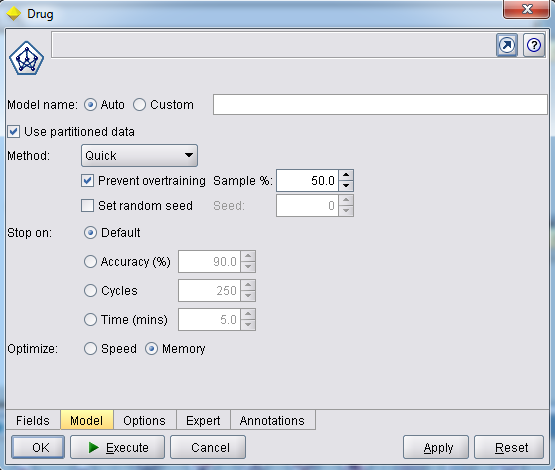 Drug
Model name: Auto Custom
Use partitioned data
Method: Quick
Prevent overtraining Sample %: 50.0
Set random seed Seed: 0
Stop on: Default
Accuracy (%) 90.0
Cycles 250
Time (mins) 5.0
Optimize: Speed Memory
Fields Model Options Expert Annotations
OK Execute Cancel Apply Reset